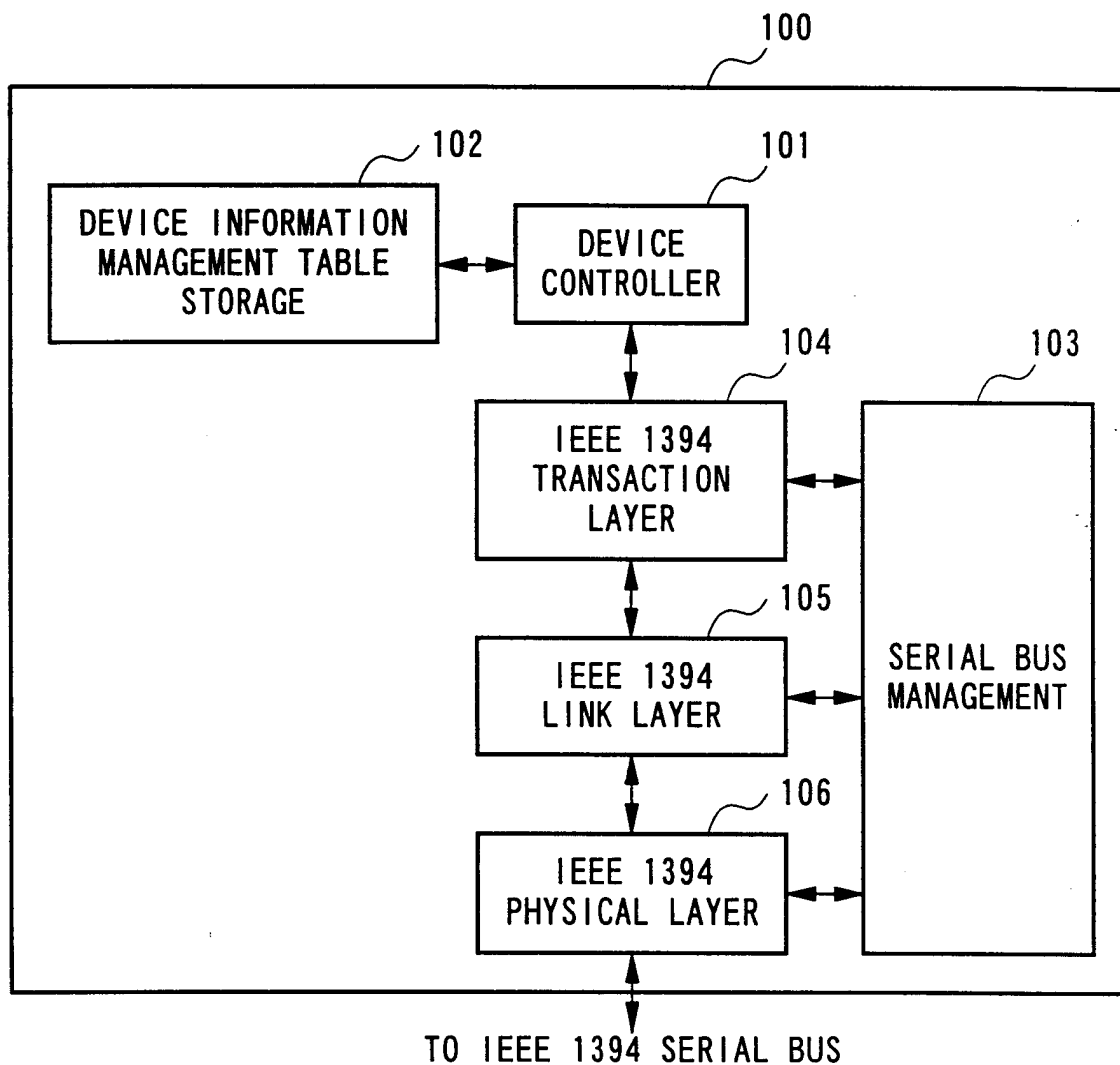 100
102
101
DEVICE INFORMATION
MANAGEMENT TABLE
STORAGE
DEVICE
CONTROLLER
104
103
IEEE 1394
TRANSACTION
LAYER
105
IEEE 1394
LINK LAYER
SERIAL BUS
MANAGEMENT
106
IEEE 1394
PHYSICAL LAYER
TO IEEE 1394 SERIAL BUS